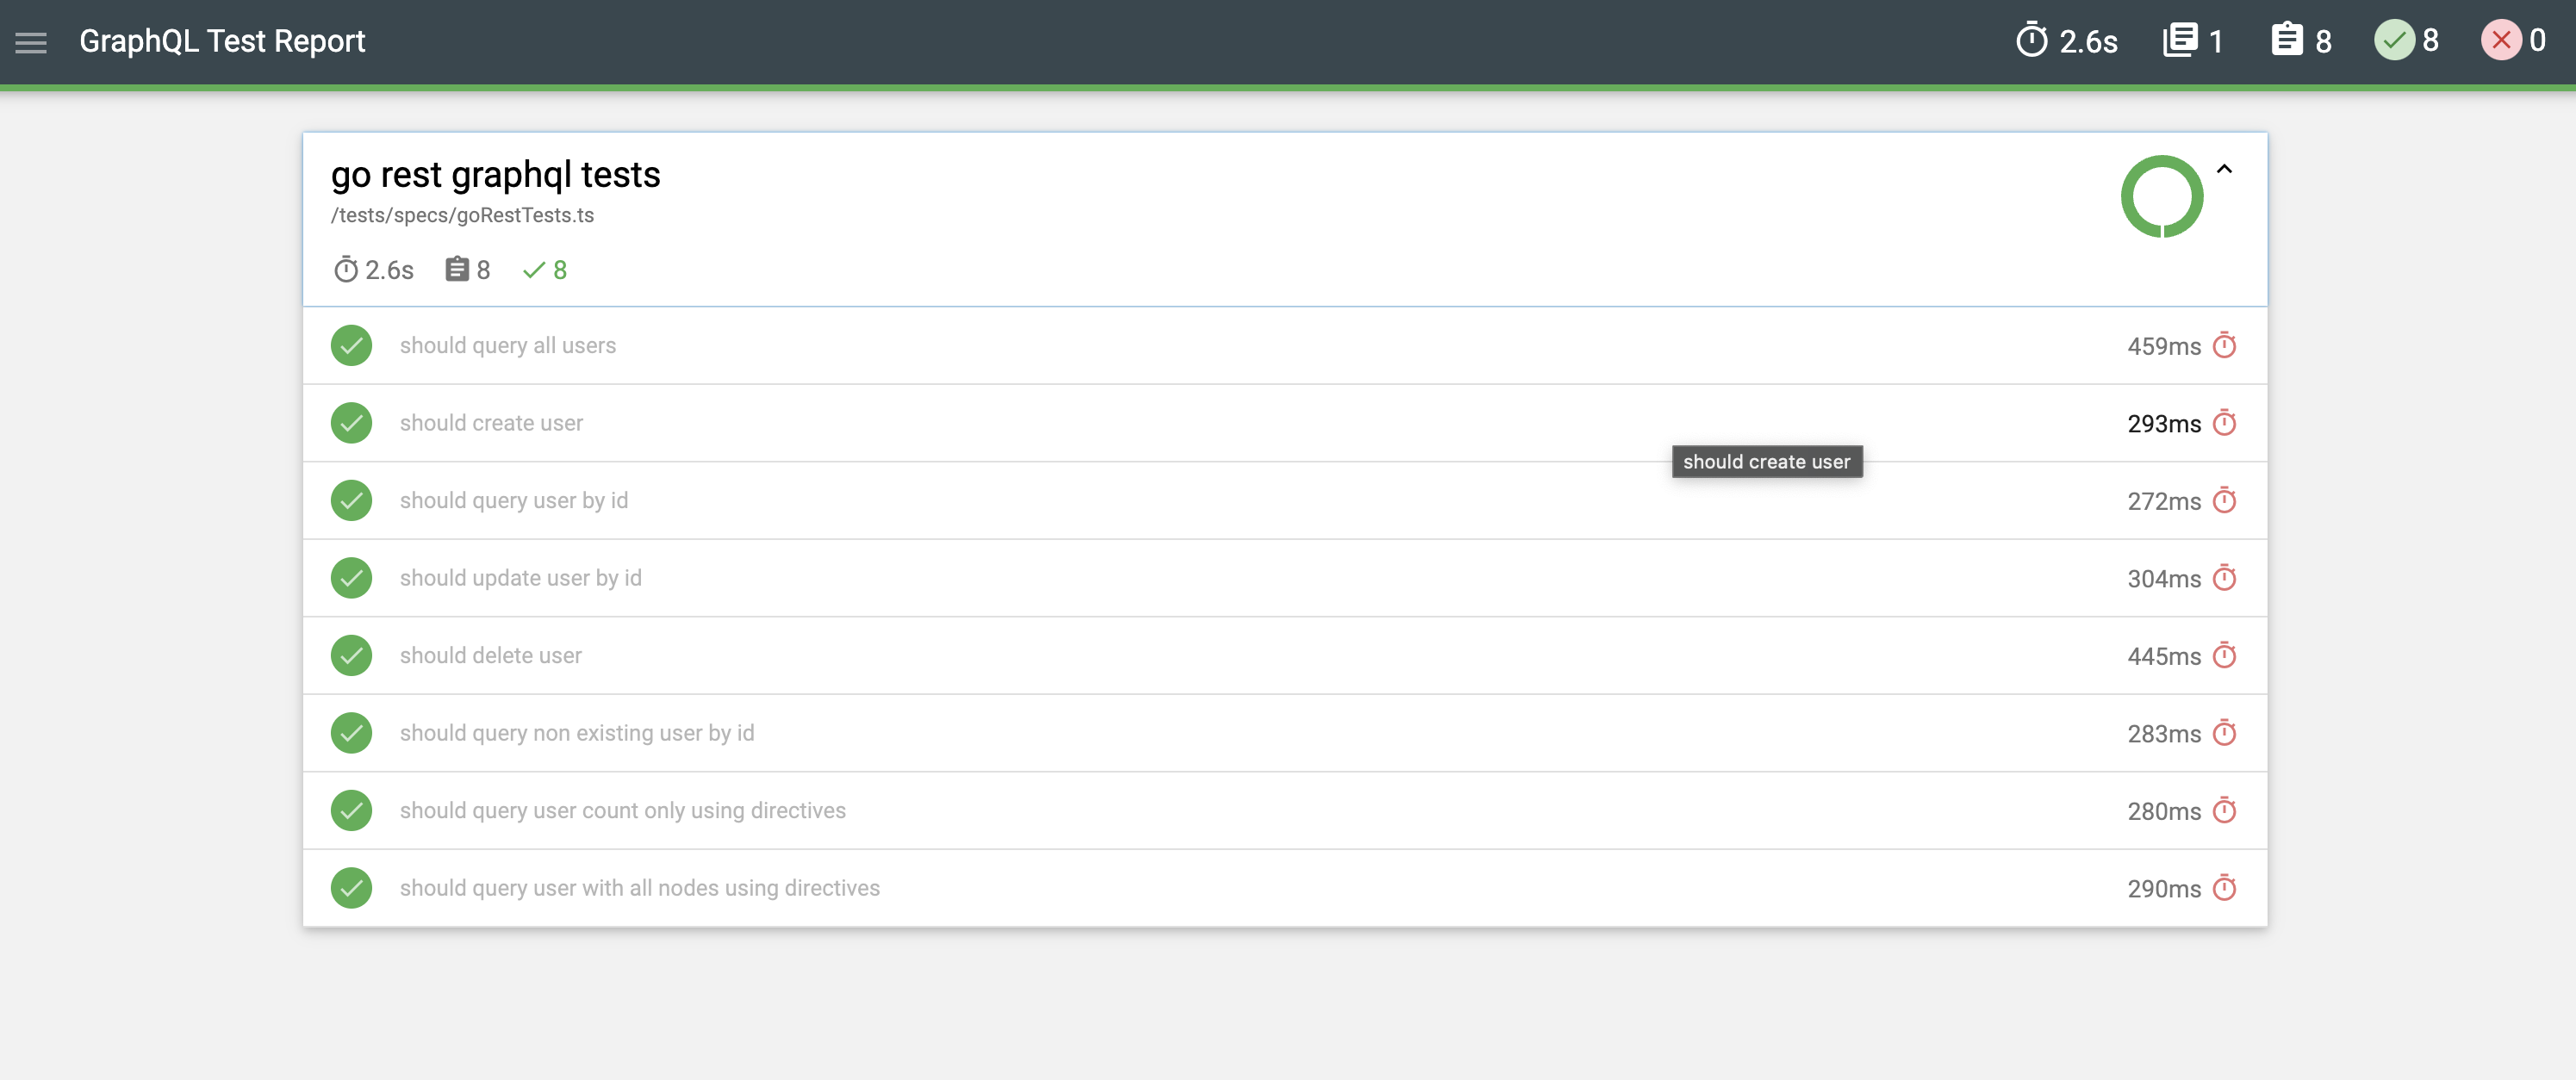 GraphQL Test Report 2.6s 1 8 8 0
go rest graphql tests
/tests/specs/goRestTests.ts
2.6s 8 8
should query all users 459ms
should create user 293ms
should create user
should query user by id 272ms
should update user by id 304ms
should delete user 445ms
should query non existing user by id 283ms
should query user count only using directives 280ms
should query user with all nodes using directives 290ms